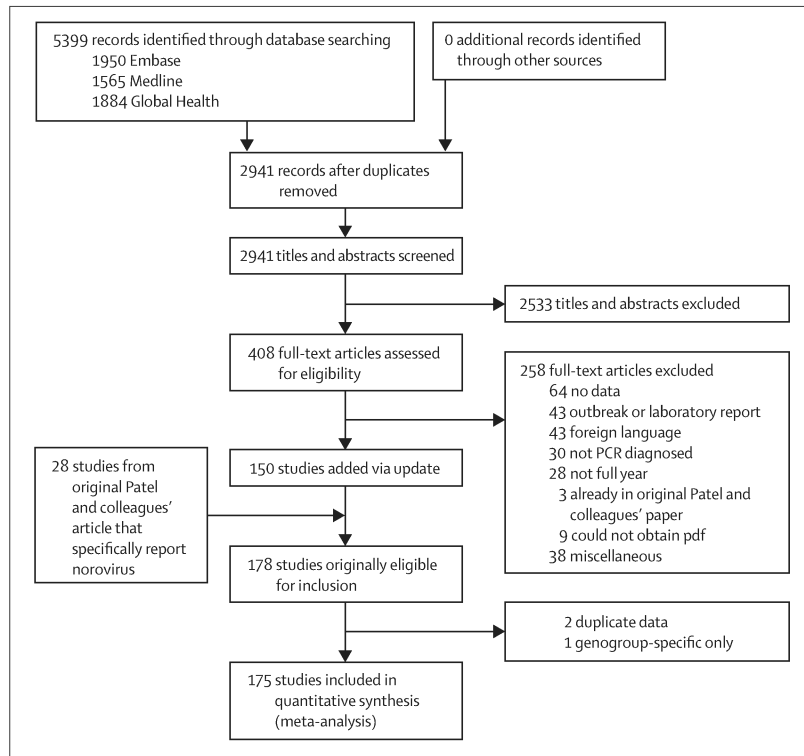 5399 records identified through database searching
1950 Embase
1565 Medline
1884 Global Health
0 additional records identified
through other sources
2941 records after duplicates
removed
2941 titles and abstracts screened
2533 titles and abstracts excluded
408 full-text articles assessed
for eligibility
258 full-text articles excluded
64 no data
43 outbreak or laboratory report
43 foreign language
30 not PCR diagnosed
28 not full year
3 already in original Patel and
colleagues’ paper
9 could not obtain pdf
38 miscellaneous
150 studies added via update
28 studies from
original Patel
and colleagues’
article that
specifically report
norovirus
178 studies originally eligible
for inclusion
2 duplicate data
1 genogroup-specific only
175 studies included in
quantitative synthesis
(meta-analysis)